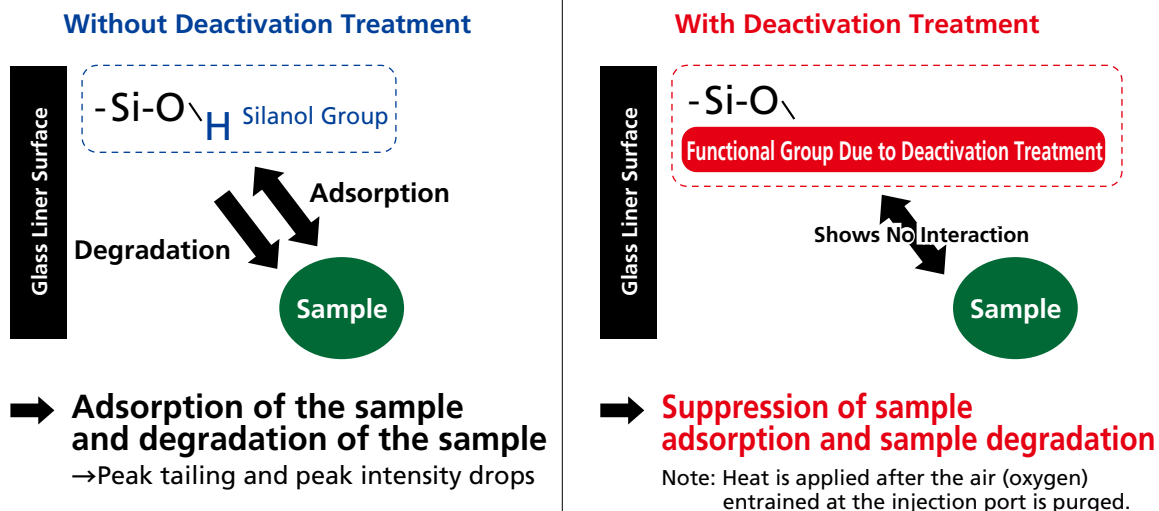 Without Deactivation Treatment
Glass Liner Surface
-Si-O
H Silanol Group
Adsorption
Degradation
Sample
Adsorption of the sample
and degradation of the sample
→Peak tailing and peak intensity drops
With Deactivation Treatment
Glass Liner Surface
-Si-O
Functional Group Due to Deactivation Treatment
Shows No Interaction
Sample
Suppression of sample
adsorption and sample degradation
Note: Heat is applied after the air (oxygen)
entrained at the injection port is purged.